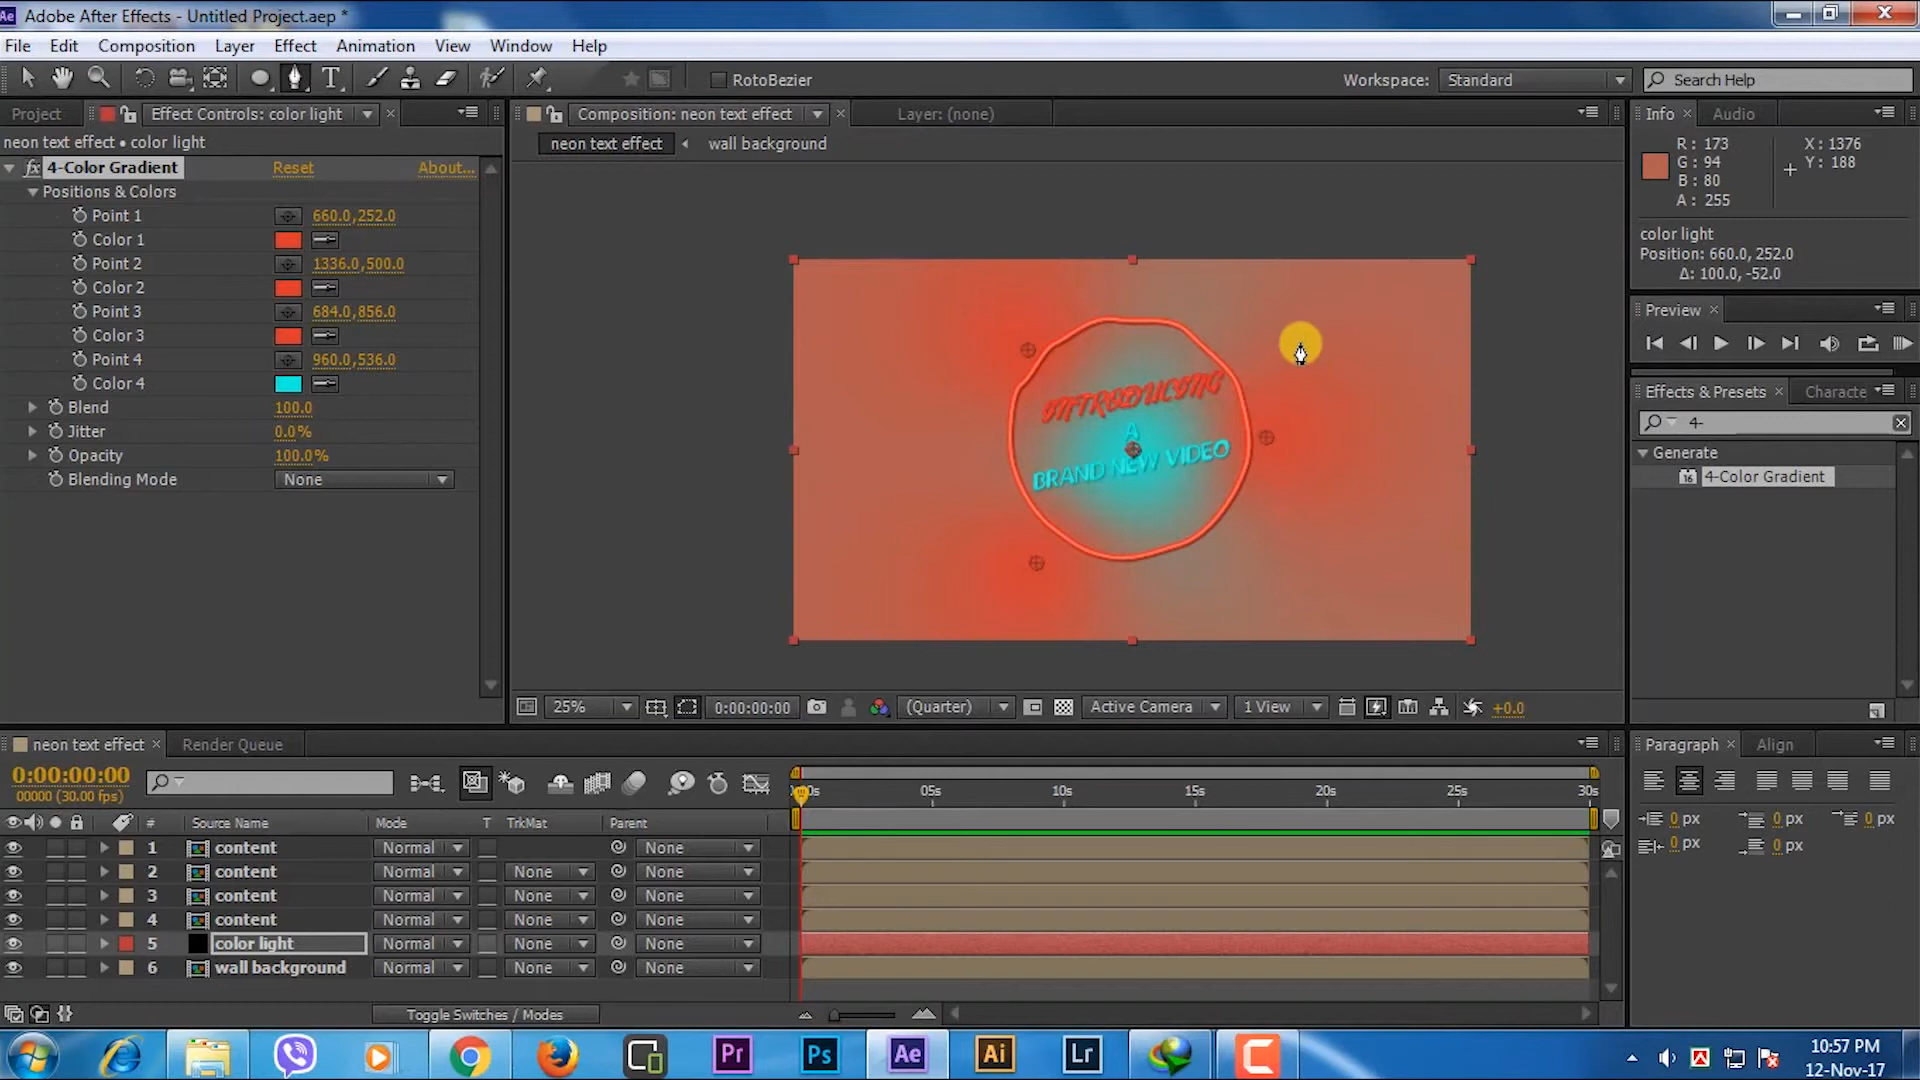 Adobe After Effects - Untitled Project.aep *
File Edit Composition Layer Effect Animation View Window Help
RotoBezier
Workspace: Standard
Search Help
Project
Effect Controls: color light
neon text effect • color light
fx 4-Color Gradient Reset About...
Positions & Colors
Point 1 660.0,252.0
Color 1
Point 2 1336.0,500.0
Color 2
Point 3 684.0,856.0
Color 3
Point 4 960.0,536.0
Color 4
Blend 100.0
Jitter 0.0%
Opacity 100.0%
Blending Mode None
Composition: neon text effect
Layer: (none)
neon text effect wall background
INTRODUCING
A
BRAND NEW VIDEO
25% 0:00:00:00 (Quarter) Active Camera 1 View +0.0
Info Audio
R: 173 X: 1376
G: 94 Y: 188
B: 80
A: 255
color light
Position: 660.0, 252.0
Δ: 100.0, -52.0
Preview
Effects & Presets Characte
4-
Generate
16 4-Color Gradient
neon text effect Render Queue
0:00:00:00
00000 (30.00 fps)
05s 10s 15s 20s 25s 30s
# Source Name Mode T TrkMat Parent
1 content Normal None
2 content Normal None None
3 content Normal None None
4 content Normal None None
5 color light Normal None None
6 wall background Normal None None
Toggle Switches / Modes
Paragraph Align
0 px 0 px 0 px
0 px 0 px
Pr Ps Ae Ai Lr
10:57 PM
12-Nov-17